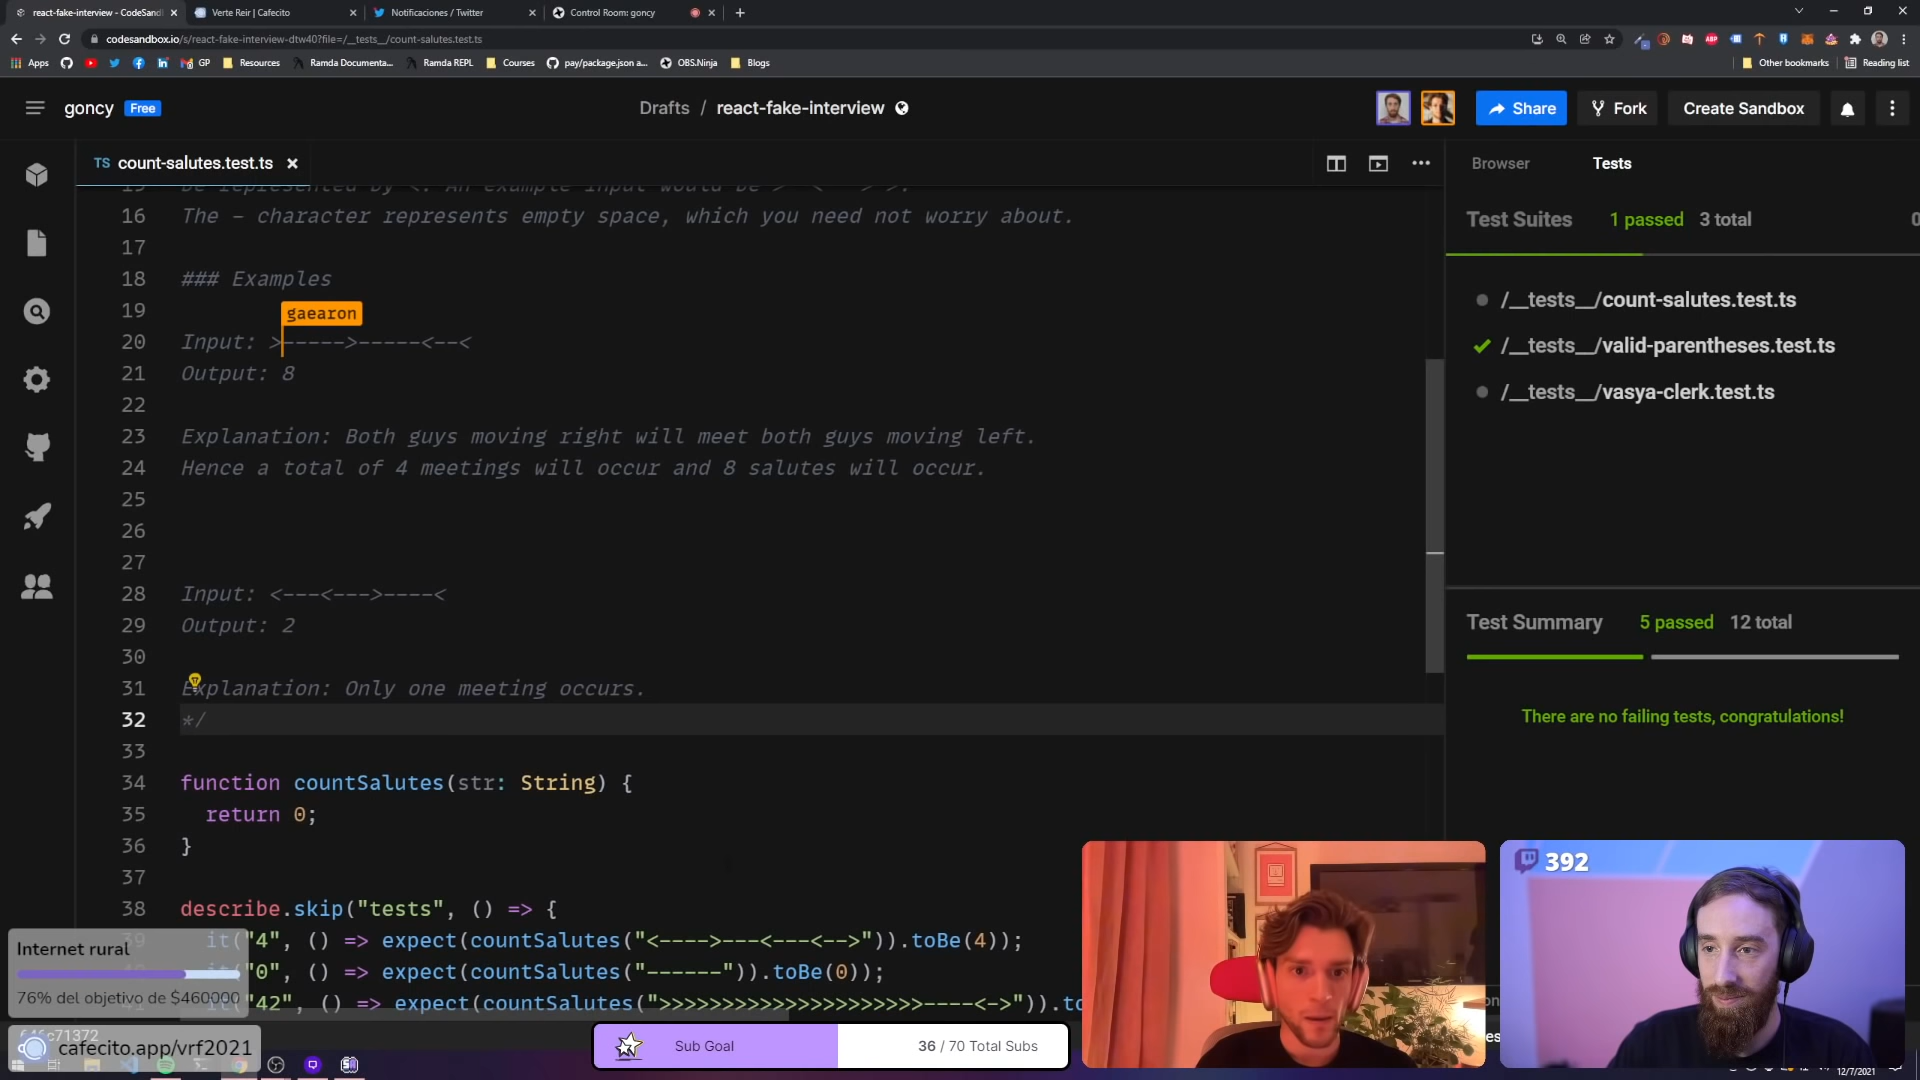 react-fake-interview - CodeSand
Verte Reir | Cafecito
Notificaciones / Twitter
Control Room: goncy
codesandbox.io/s/react-fake-interview-dtw40?file=/__tests__/count-salutes.test.ts
Apps
GP
Resources
Ramda Documenta...
Ramda REPL
Courses
pay/package.json a...
OBS.Ninja
Blogs
Other bookmarks
Reading list
goncy Free
Drafts / react-fake-interview
Share
Fork
Create Sandbox
TS count-salutes.test.ts
Browser
Tests
16 The - character represents empty space, which you need not worry about.
17
18 ### Examples
19
gaearon
20 Input: >----->-----<--<
21 Output: 8
22
23 Explanation: Both guys moving right will meet both guys moving left.
24 Hence a total of 4 meetings will occur and 8 salutes will occur.
25
26
27
28 Input: <---<--->----<
29 Output: 2
30
31 Explanation: Only one meeting occurs.
32 */
33
34 function countSalutes(str: String) {
35 return 0;
36 }
37
38 describe.skip("tests", () => {
it("4", () => expect(countSalutes("<---->---<---<-->")).toBe(4));
it("0", () => expect(countSalutes("------")).toBe(0));
it("42", () => expect(countSalutes(">>>>>>>>>>>>>>>>>>>>>----<->")).to
Test Suites 1 passed 3 total
/__tests__/count-salutes.test.ts
/__tests__/valid-parentheses.test.ts
/__tests__/vasya-clerk.test.ts
Test Summary 5 passed 12 total
There are no failing tests, congratulations!
392
Internet rural
76% del objetivo de $460000
cafecito.app/vrf2021
Sub Goal
36 / 70 Total Subs
12/7/2021